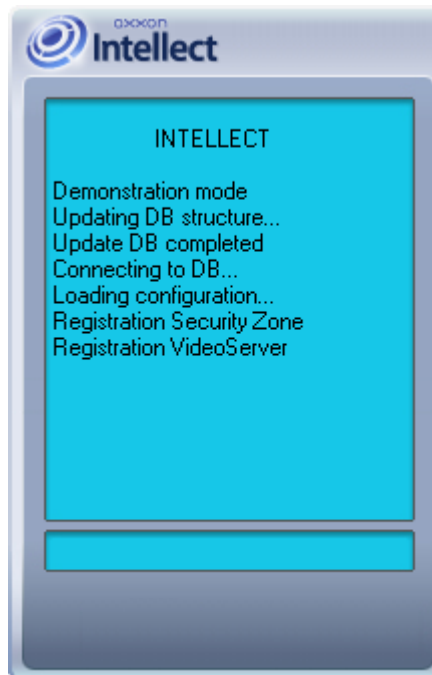 oxxon
Intellect
INTELLECT
Demonstration mode
Updating DB structure...
Update DB completed
Connecting to DB...
Loading configuration...
Registration Security Zone
Registration VideoServer